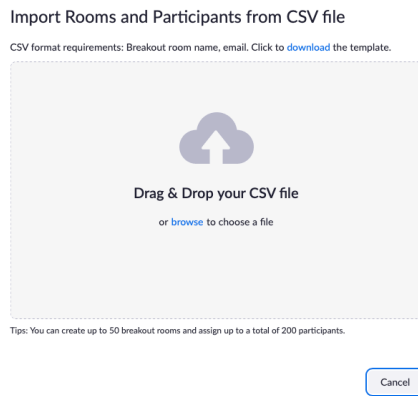 Import Rooms and Participants from CSV file
CSV format requirements: Breakout room name, email. Click to download the template.
Drag & Drop your CSV file
or browse to choose a file
Tips: You can create up to 50 breakout rooms and assign up to a total of 200 participants.
Cancel